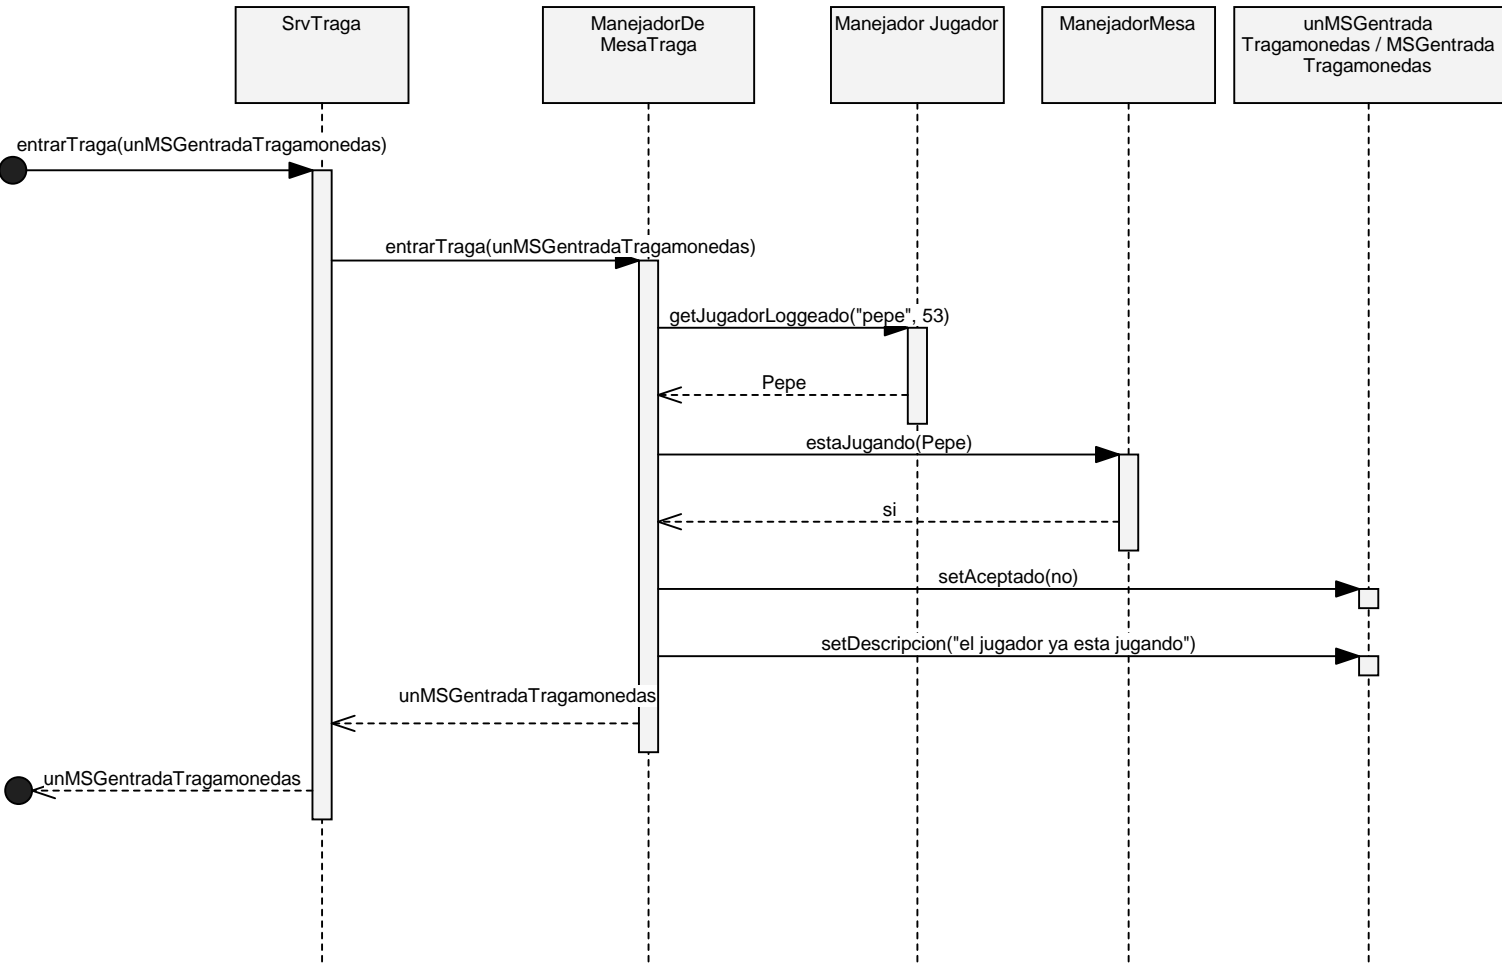 SrvTraga
ManejadorDe
MesaTraga
Manejador Jugador
ManejadorMesa
unMSGentrada
Tragamonedas / MSGentrada
Tragamonedas
entrarTraga(unMSGentradaTragamonedas)
entrarTraga(unMSGentradaTragamonedas)
getJugadorLoggeado("pepe", 53)
Pepe
estaJugando(Pepe)
si
setAceptado(no)
setDescripcion("el jugador ya esta jugando")
unMSGentradaTragamonedas
unMSGentradaTragamonedas